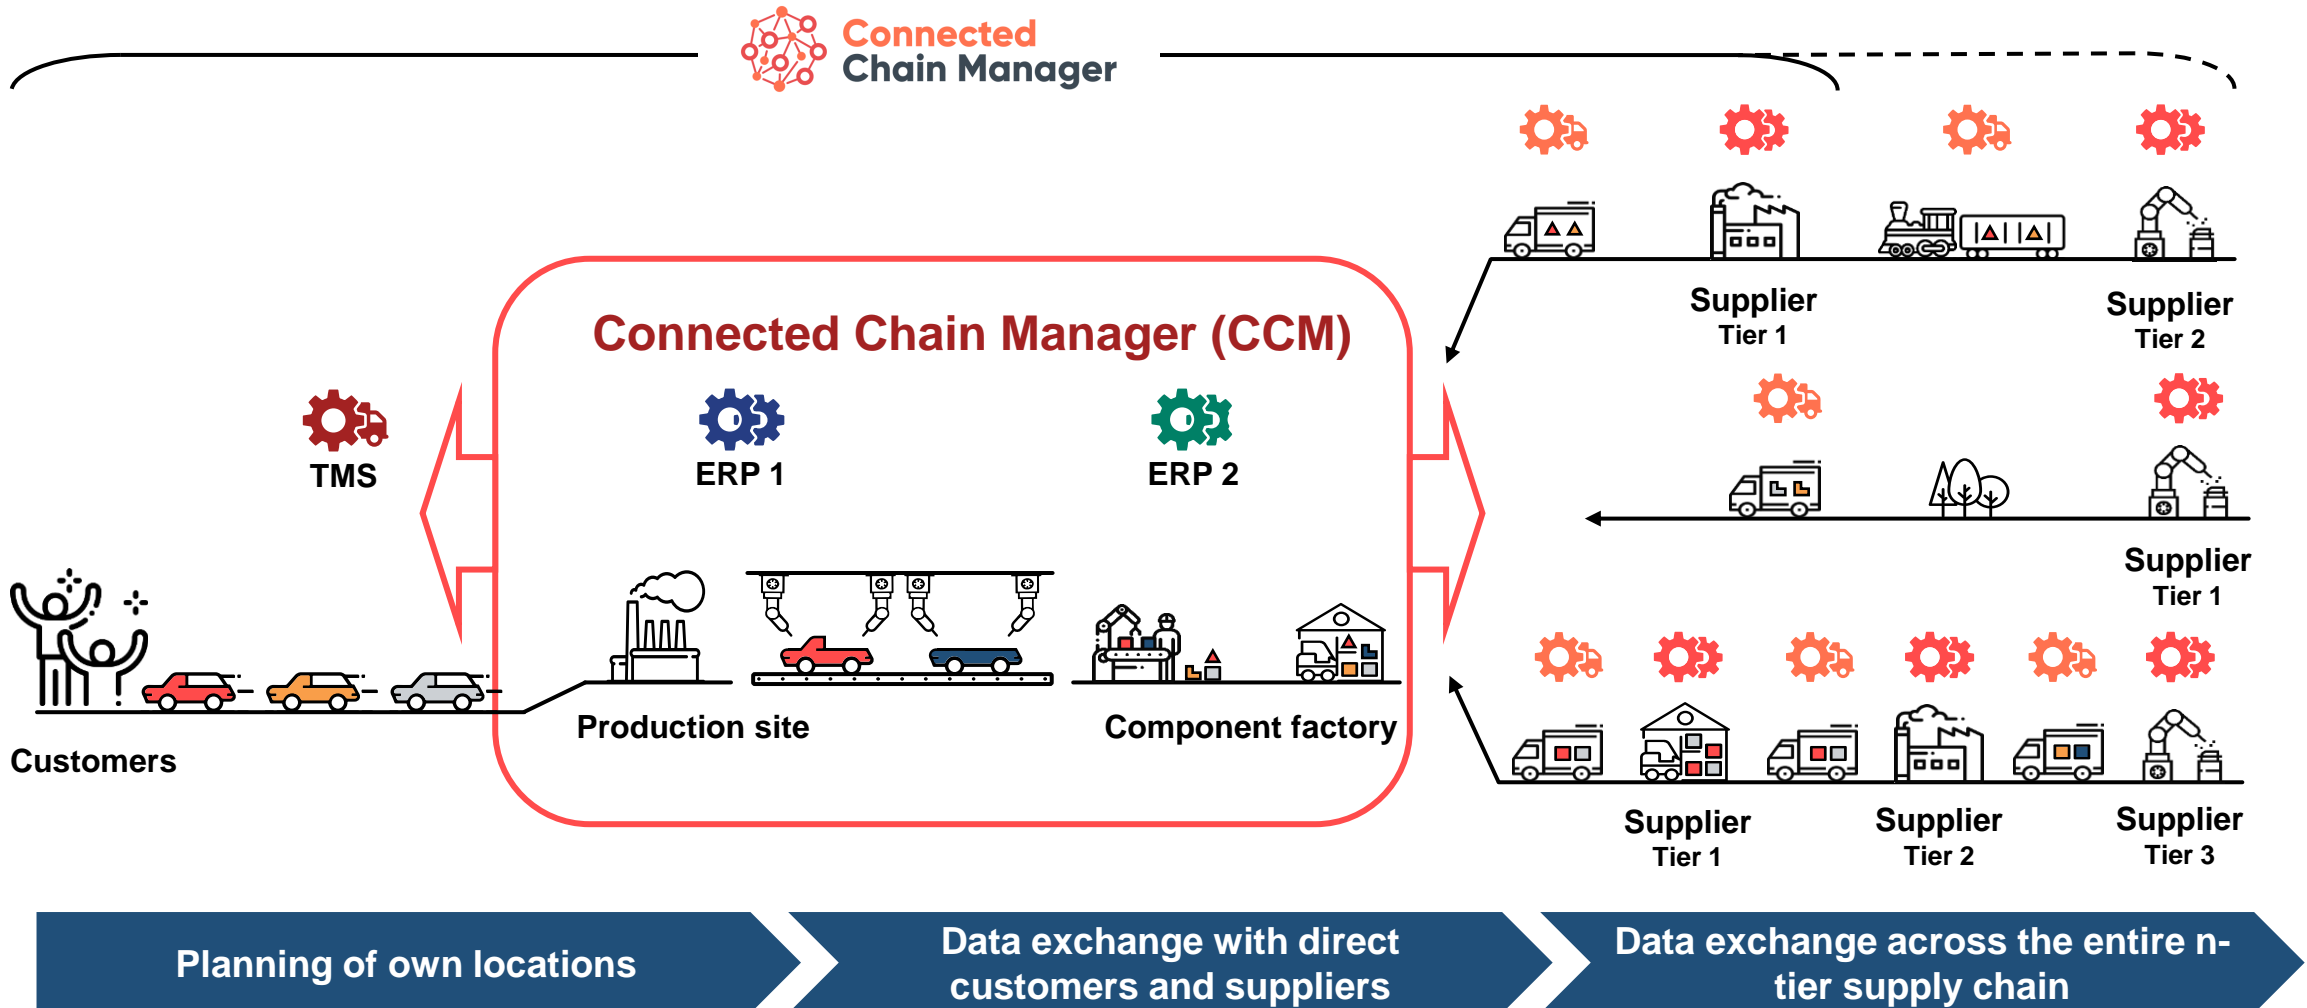 Connected
Chain Manager
Connected Chain Manager (CCM)
TMS
ERP 1
ERP 2
Customers
Production site
Component factory
Supplier
Tier 1
Supplier
Tier 2
Supplier
Tier 1
Supplier
Tier 1
Supplier
Tier 2
Supplier
Tier 3
Planning of own locations
Data exchange with direct
customers and suppliers
Data exchange across the entire n-
tier supply chain